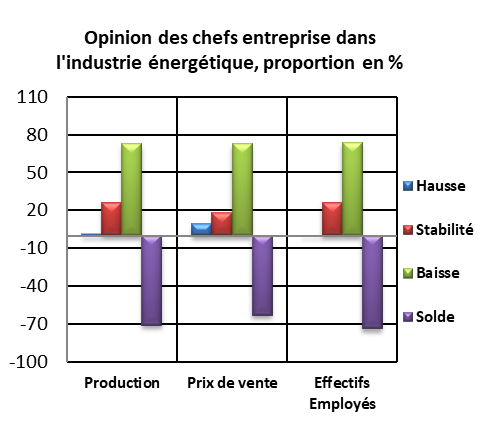 Opinion des chefs entreprise dans
l'industrie énergétique, proportion en %
110
80
50
20
-10
-40
-70
-100
Production
Prix de vente
Effectifs
Employés
Hausse
Stabilité
Baisse
Solde